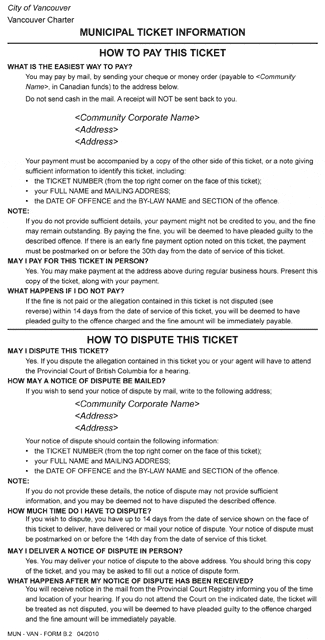 City of Vancouver
Vancouver Charter
MUNICIPAL TICKET INFORMATION
HOW TO PAY THIS TICKET
WHAT IS THE EASIEST WAY TO PAY?
You may pay by mail, by sending your cheque or money order (payable to <Community
Name>, in Canadian funds) to the address below.
Do not send cash in the mail. A receipt will NOT be sent back to you.
<Community Corporate Name>
<Address>
<Address>
Your payment must be accompanied by a copy of the other side of this ticket, or a note giving
sufficient information to identify this ticket, including:
• the TICKET NUMBER (from the top right corner on the face of this ticket);
• your FULL NAME and MAILING ADDRESS;
• the DATE OF OFFENCE and the BY-LAW NAME and SECTION of the offence.
NOTE:
If you do not provide sufficient details, your payment might not be credited to you, and the fine
may remain outstanding. By paying the fine, you will be deemed to have pleaded guilty to the
described offence. If there is an early fine payment option noted on this ticket, the payment
must be postmarked on or before the 30th day from the date of service of this ticket.
MAY I PAY FOR THIS TICKET IN PERSON?
Yes. You may make payment at the address above during regular business hours. Present this
copy of the ticket, along with your payment.
WHAT HAPPENS IF I DO NOT PAY?
If the fine is not paid or the allegation contained in this ticket is not disputed (see
reverse) within 14 days from the date of service of this ticket, you will be deemed to have
pleaded guilty to the offence charged and the fine amount will be immediately payable.
HOW TO DISPUTE THIS TICKET
MAY I DISPUTE THIS TICKET?
Yes. If you dispute the allegation contained in this ticket you or your agent will have to attend
the Provincial Court of British Columbia for a hearing.
HOW MAY A NOTICE OF DISPUTE BE MAILED?
If you wish to send your notice of dispute by mail, write to the following address;
<Community Corporate Name>
<Address>
<Address>
Your notice of dispute should contain the following information:
• the TICKET NUMBER (from the top right corner on the face of this ticket);
• your FULL NAME and MAILING ADDRESS;
• the DATE OF OFFENCE and the BY-LAW NAME and SECTION of the offence.
NOTE:
If you do not provide these details, the notice of dispute may not provide sufficient
information, and you may be deemed not to have disputed the described offence.
HOW MUCH TIME DO I HAVE TO DISPUTE?
If you wish to dispute, you have up to 14 days from the date of service shown on the face of
this ticket to deliver, have delivered or mail your notice of dispute. Your notice of dispute must
be postmarked on or before the 14th day from the date of service of this ticket.
MAY I DELIVER A NOTICE OF DISPUTE IN PERSON?
Yes. You may deliver your notice of dispute to the above address. You should bring this copy
of the ticket, and you may be asked to fill out a notice of dispute form.
WHAT HAPPENS AFTER MY NOTICE OF DISPUTE HAS BEEN RECEIVED?
You will receive notice in the mail from the Provincial Court Registry informing you of the time
and location of your hearing. If you do not attend the Court on the indicated date, the ticket will
be treated as not disputed, you will be deemed to have pleaded guilty to the offence charged
and the fine amount will be immediately payable.
MUN - VAN - FORM B.2 04/2010